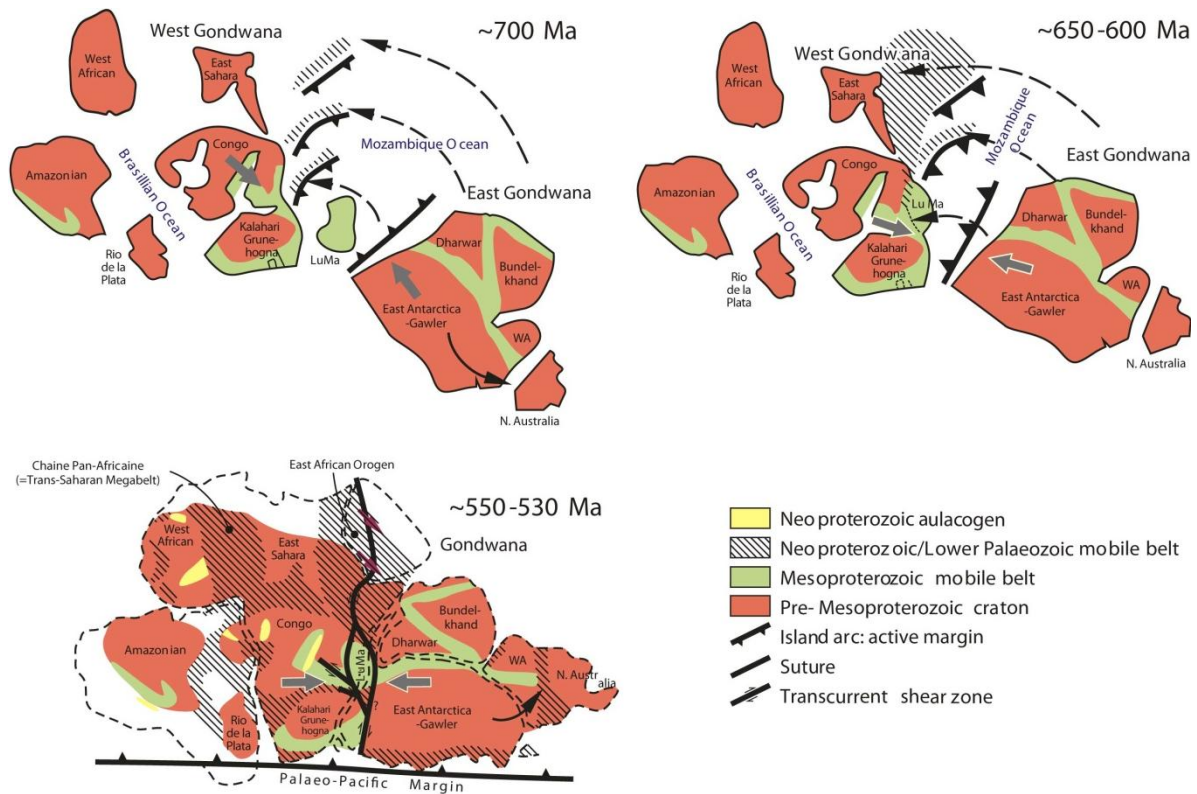 ~700 Ma
West Gondwana
West
African
East
Sahara
Congo
Mozambique Ocean
Amazonian
Brasillian Ocean
East Gondwana
Kalahari
Grune-
hogna
LuMa
Rio
de la
Plata
Dharwar
Bundel-
khand
East Antarctica
-Gawler
WA
N. Australia
~650-600 Ma
West Gondwana
West
African
East
Sahara
Mozambique
Ocean
Congo
East Gondwana
Amazonian
Brasillian Ocean
Lu Ma
Kalahari
Grune-
hogna
Rio
de la
Plata
Dharwar
Bundel-
khand
East Antarctica
-Gawler
WA
N. Australia
Chaine Pan-Africaine
(=Trans-Saharan Megabelt)
East African Orogen
~550-530 Ma
Gondwana
West
African
East
Sahara
Congo
Amazonian
LuMa
Bundel-
khand
Dharwar
WA
N. Australia
Kalahari
Grune-
hogna
?
East Antarctica
-Gawler
Rio
de la
Plata
Palaeo-Pacific Margin
Neoproterozoic aulacogen
Neoproterozoic/Lower Palaeozoic mobile belt
Mesoproterozoic mobile belt
Pre-Mesoproterozoic craton
Island arc: active margin
Suture
Transcurrent shear zone